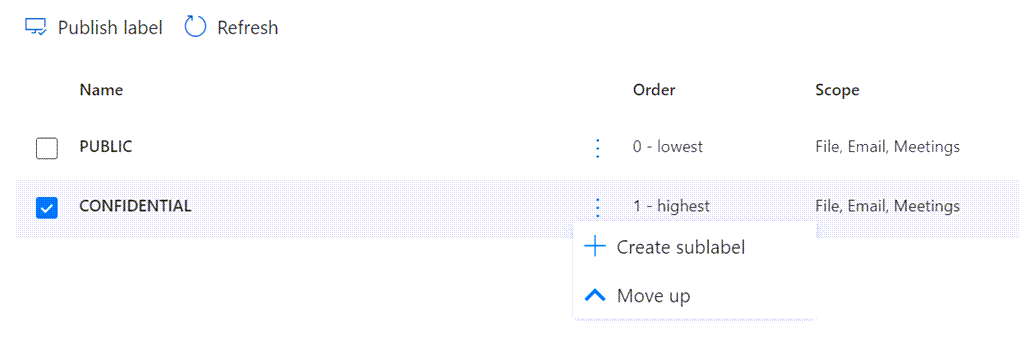 Publish label Refresh
Name Order Scope
PUBLIC 0 - lowest File, Email, Meetings
CONFIDENTIAL 1 - highest File, Email, Meetings
Create sublabel
Move up